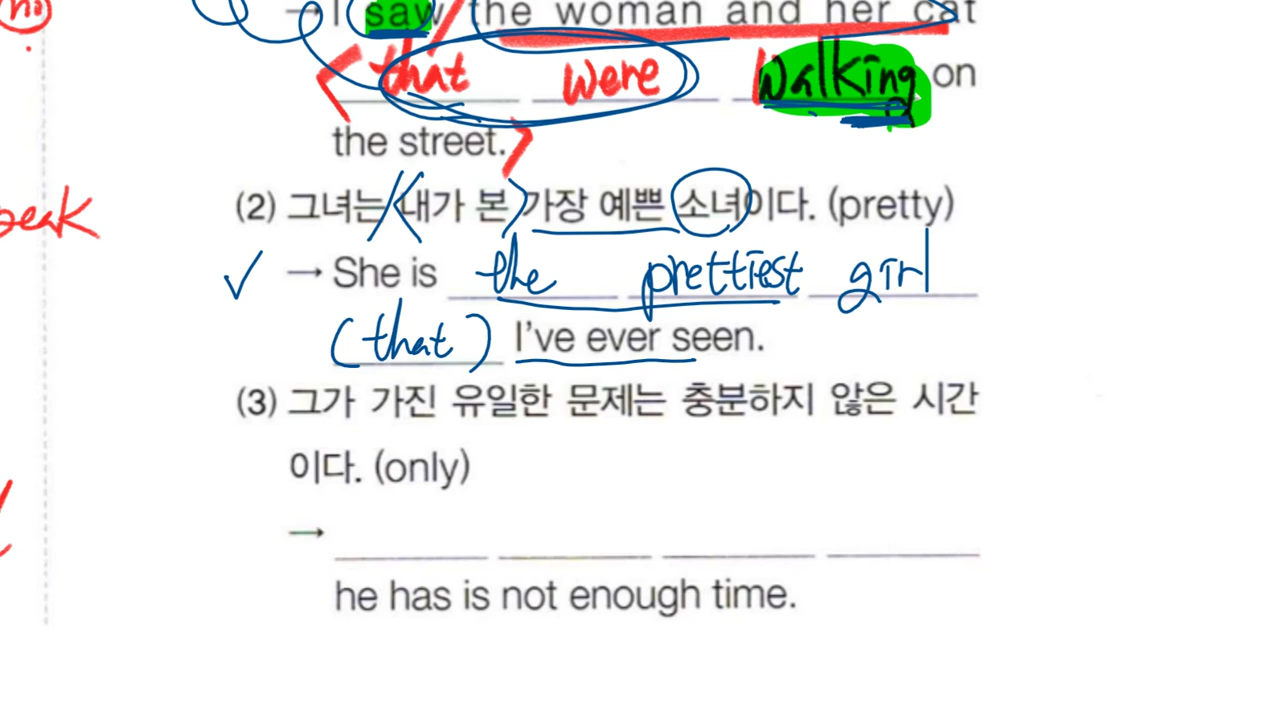 → I saw the woman and her cat
that were walking on
the street.
(2) 그녀는 내가 본 가장 예쁜 소녀이다. (pretty)
→ She is the prettiest girl
(that) I've ever seen.
(3) 그가 가진 유일한 문제는 충분하지 않은 시간
이다. (only)
→
he has is not enough time.